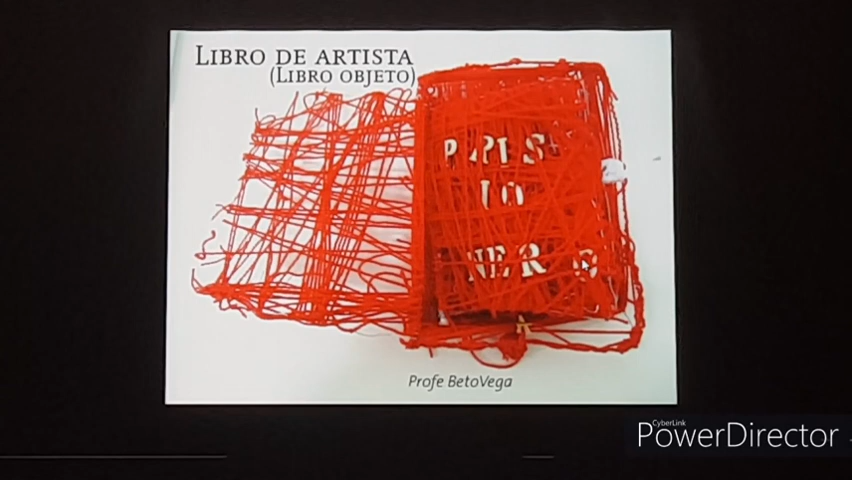 LIBRO DE ARTISTA
(LIBRO OBJETO)
Profe BetoVega
CyberLink
PowerDirector